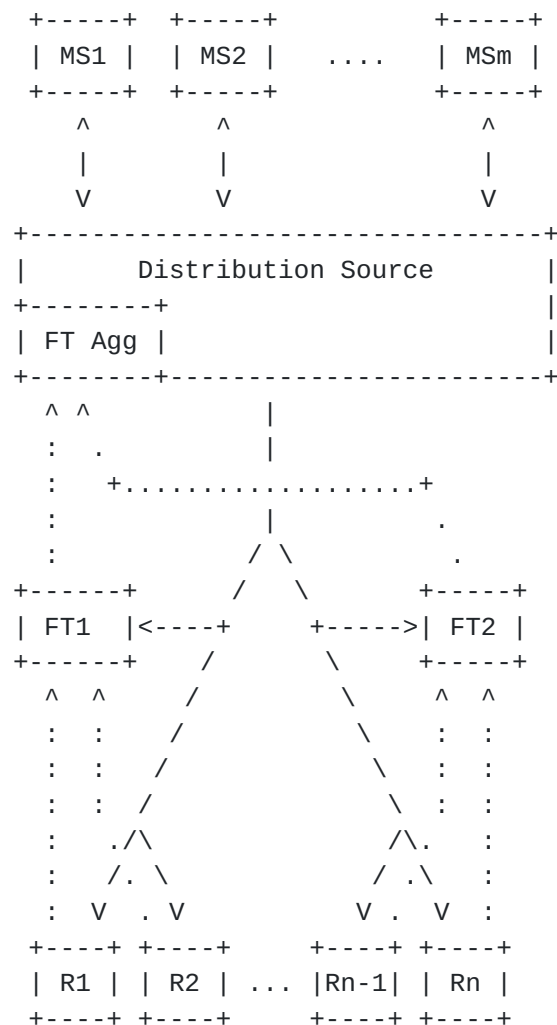 MS1 MS2 .... MSm
Distribution Source
FT Agg
FT1 FT2
R1 R2 ... Rn-1 Rn